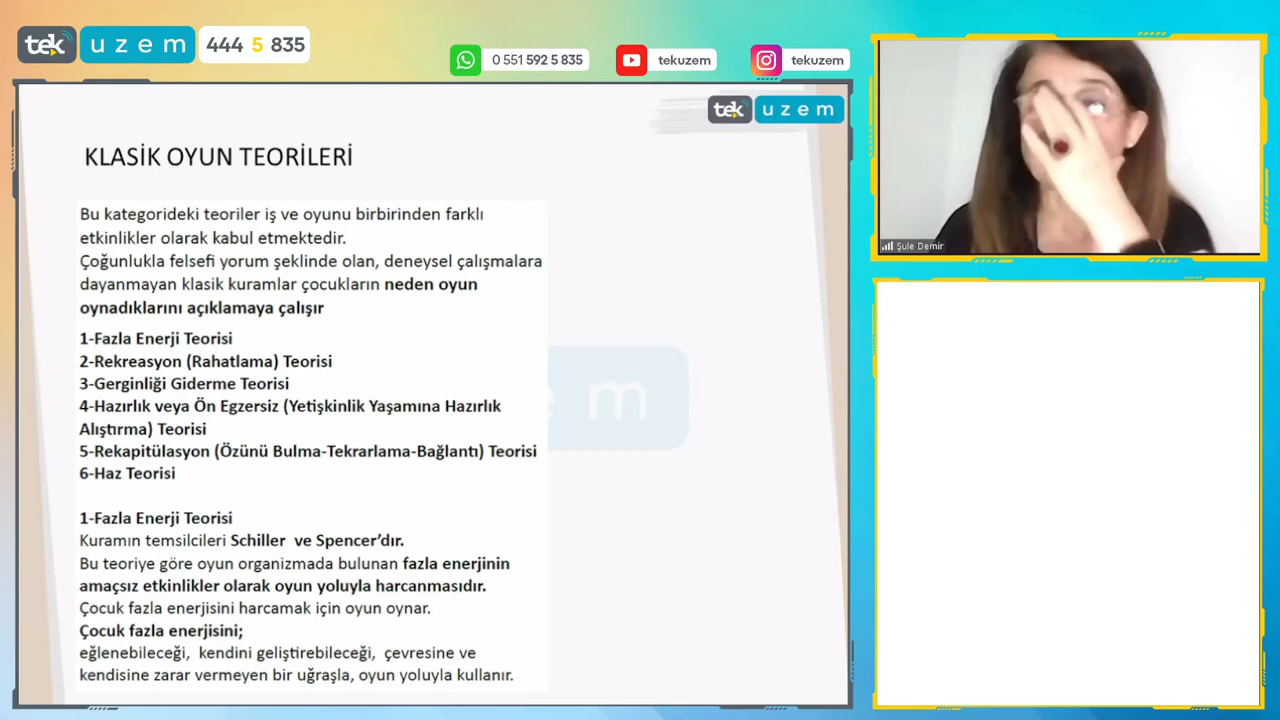 tek uzem 444 5 835
0 551 592 5 835
tekuzem
tekuzem
tek uzem
KLASİK OYUN TEORİLERİ
Bu kategorideki teoriler iş ve oyunu birbirinden farklı
etkinlikler olarak kabul etmektedir.
Çoğunlukla felsefi yorum şeklinde olan, deneysel çalışmalara
dayanmayan klasik kuramlar çocukların neden oyun
oynadıklarını açıklamaya çalışır
1-Fazla Enerji Teorisi
2-Rekreasyon (Rahatlama) Teorisi
3-Gerginliği Giderme Teorisi
4-Hazırlık veya Ön Egzersiz (Yetişkinlik Yaşamına Hazırlık
Alıştırma) Teorisi
5-Rekapitülasyon (Özünü Bulma-Tekrarlama-Bağlantı) Teorisi
6-Haz Teorisi
1-Fazla Enerji Teorisi
Kuramın temsilcileri Schiller ve Spencer'dır.
Bu teoriye göre oyun organizmada bulunan fazla enerjinin
amaçsız etkinlikler olarak oyun yoluyla harcanmasıdır.
Çocuk fazla enerjisini harcamak için oyun oynar.
Çocuk fazla enerjisini;
eğlenebileceği, kendini geliştirebileceği, çevresine ve
kendisine zarar vermeyen bir uğraşla, oyun yoluyla kullanır.
e m
Şule Demir